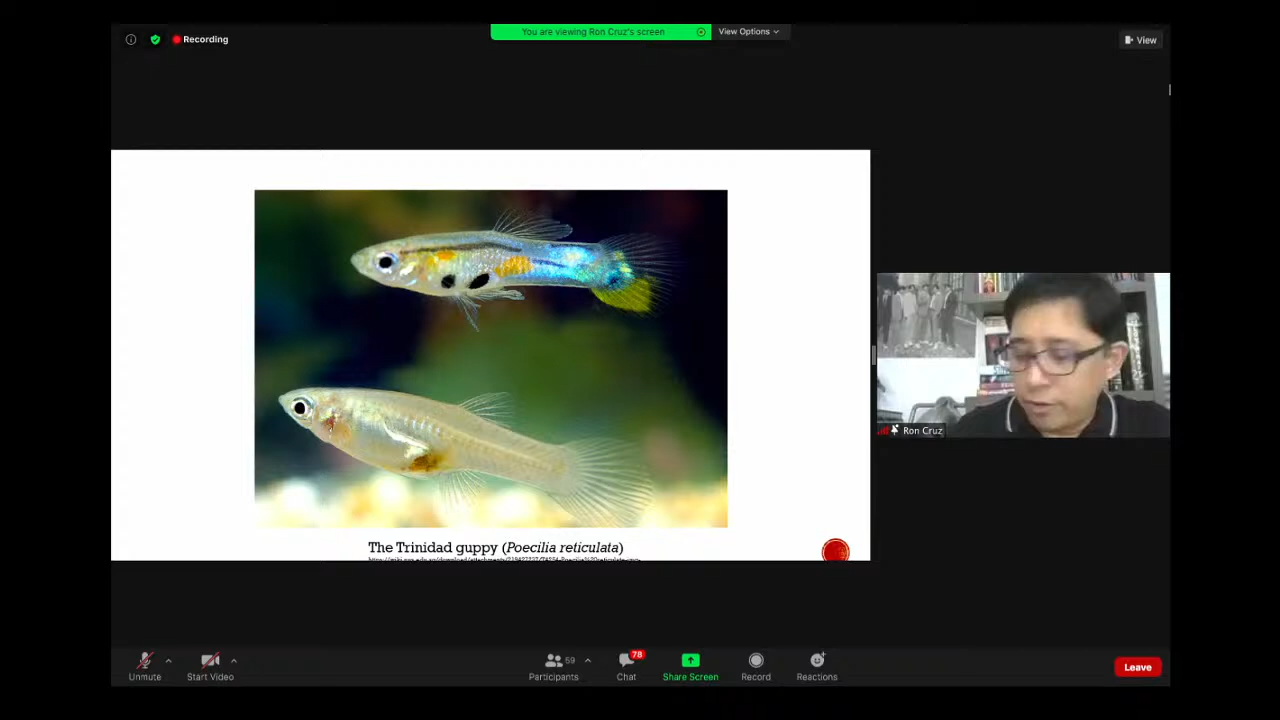 Recording
You are viewing Ron Cruz's screen
View Options
View
Ron Cruz
The Trinidad guppy (Poecilia reticulata)
Unmute
Start Video
59
Participants
78
Chat
Share Screen
Record
Reactions
Leave